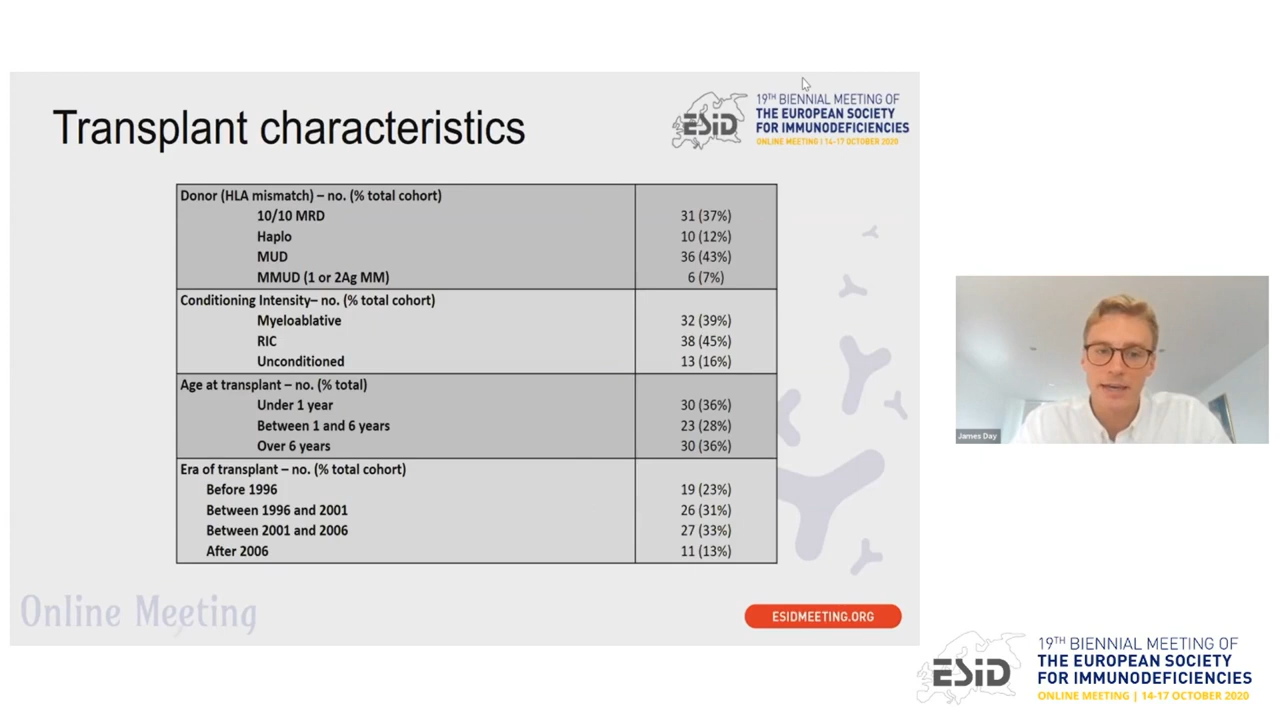 Transplant characteristics
ESiD
19TH BIENNIAL MEETING OF
THE EUROPEAN SOCIETY
FOR IMMUNODEFICIENCIES
ONLINE MEETING | 14-17 OCTOBER 2020
Donor (HLA mismatch) – no. (% total cohort)
10/10 MRD 31 (37%)
Haplo 10 (12%)
MUD 36 (43%)
MMUD (1 or 2Ag MM) 6 (7%)
Conditioning Intensity– no. (% total cohort)
Myeloablative 32 (39%)
RIC 38 (45%)
Unconditioned 13 (16%)
Age at transplant – no. (% total)
Under 1 year 30 (36%)
Between 1 and 6 years 23 (28%)
Over 6 years 30 (36%)
Era of transplant – no. (% total cohort)
Before 1996 19 (23%)
Between 1996 and 2001 26 (31%)
Between 2001 and 2006 27 (33%)
After 2006 11 (13%)
Online Meeting
ESIDMEETING.ORG
James Day
ESiD
19TH BIENNIAL MEETING OF
THE EUROPEAN SOCIETY
FOR IMMUNODEFICIENCIES
ONLINE MEETING | 14-17 OCTOBER 2020